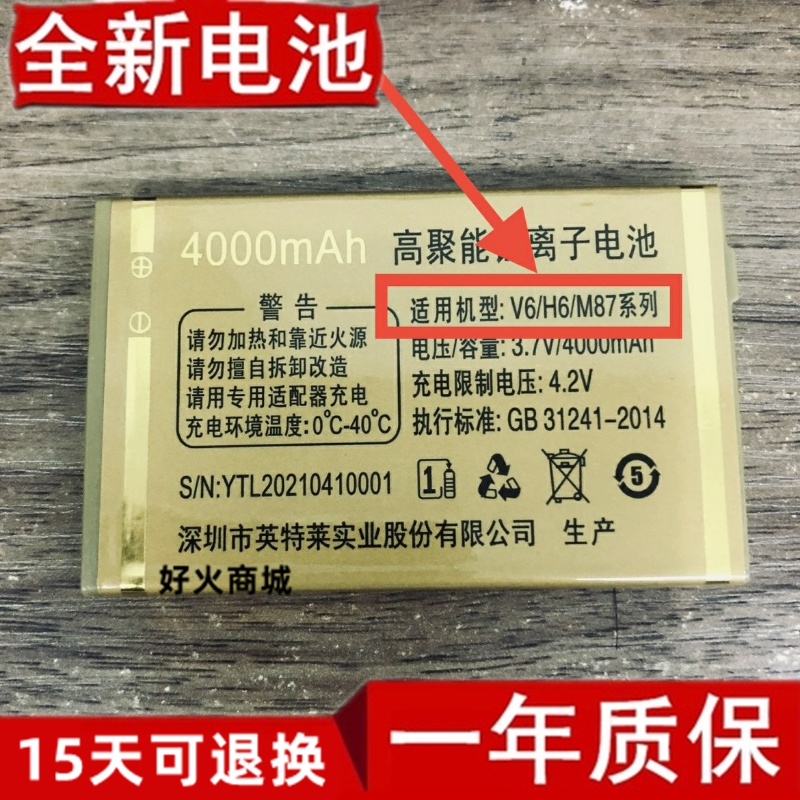 全新电池
4000mAh 高聚能 离子电池
警告
请勿加热和靠近火源
请勿擅自拆卸改造
请用专用适配器充电
充电环境温度:0°C-40°C
适用机型: V6/H6/M87系列
电压/容量: 3.7V/4000mAh
充电限制电压: 4.2V
执行标准: GB 31241-2014
S/N:YTL20210410001
1
5
深圳市英特莱实业股份有限公司 生产
好火商城
15天可退换
一年质保